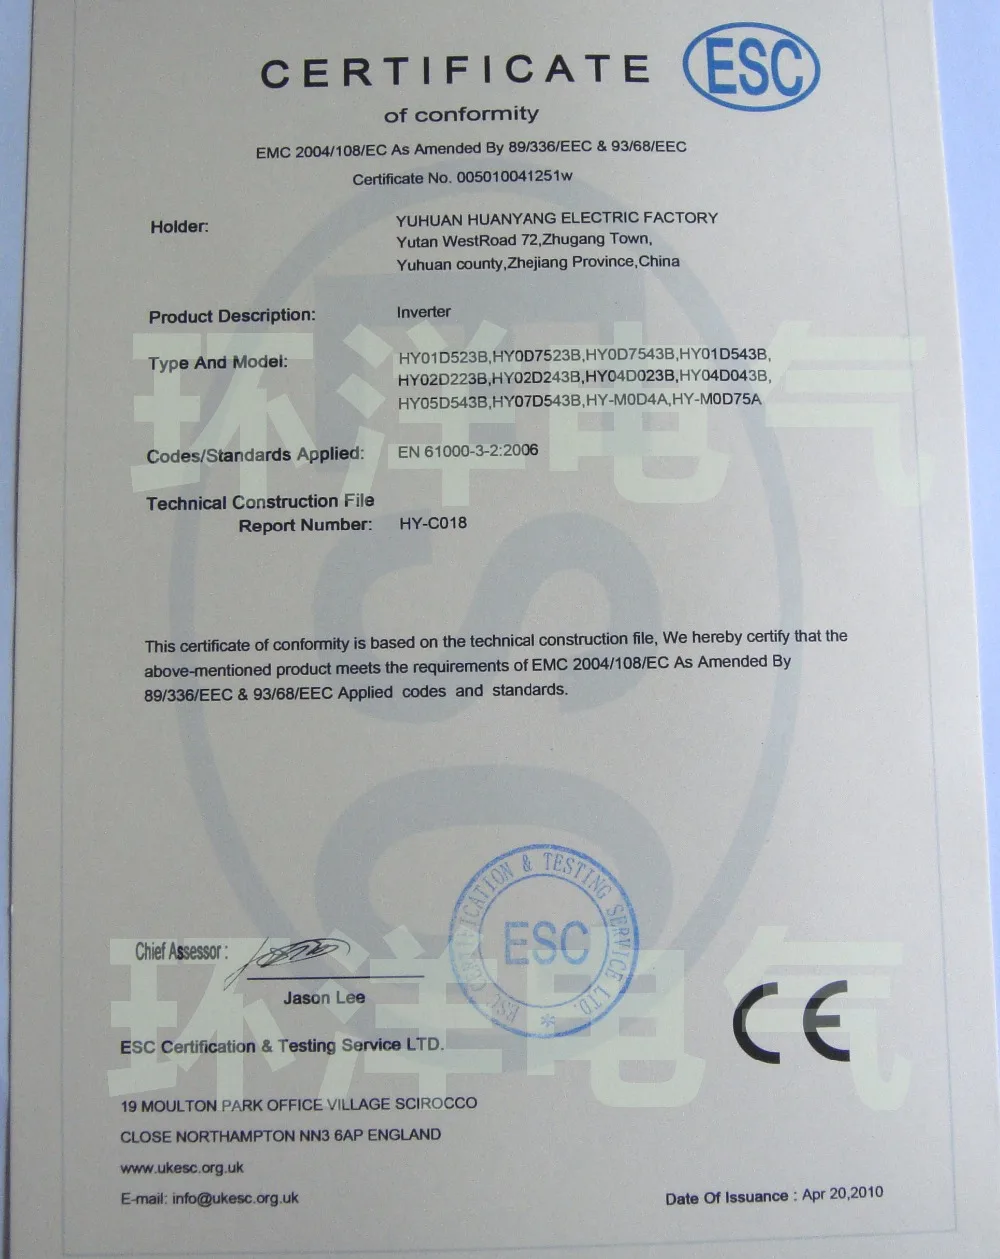 CERTIFICATE
ESC
of conformity
EMC 2004/108/EC As Amended By 89/336/EEC & 93/68/EEC
Certificate No. 005010041251w
Holder: YUHUAN HUANYANG ELECTRIC FACTORY
Yutan WestRoad 72,Zhugang Town,
Yuhuan county,Zhejiang Province,China
Product Description: Inverter
Type And Model: HY01D523B,HY0D7523B,HY0D7543B,HY01D543B,
HY02D223B,HY02D243B,HY04D023B,HY04D043B,
HY05D543B,HY07D543B,HY-M0D4A,HY-M0D75A
环洋电气
Codes/Standards Applied: EN 61000-3-2:2006
Technical Construction File
Report Number: HY-C018
ESC
This certificate of conformity is based on the technical construction file, We hereby certify that the
above-mentioned product meets the requirements of EMC 2004/108/EC As Amended By
89/336/EEC & 93/68/EEC Applied codes and standards.
ESC CERTIFICATION & TESTING SERVICE LTD.
ESC
Chief Assessor :
Jason Lee
环洋电气
CE
ESC Certification & Testing Service LTD.
19 MOULTON PARK OFFICE VILLAGE SCIROCCO
CLOSE NORTHAMPTON NN3 6AP ENGLAND
www.ukesc.org.uk
E-mail: info@ukesc.org.uk
Date Of Issuance : Apr 20,2010